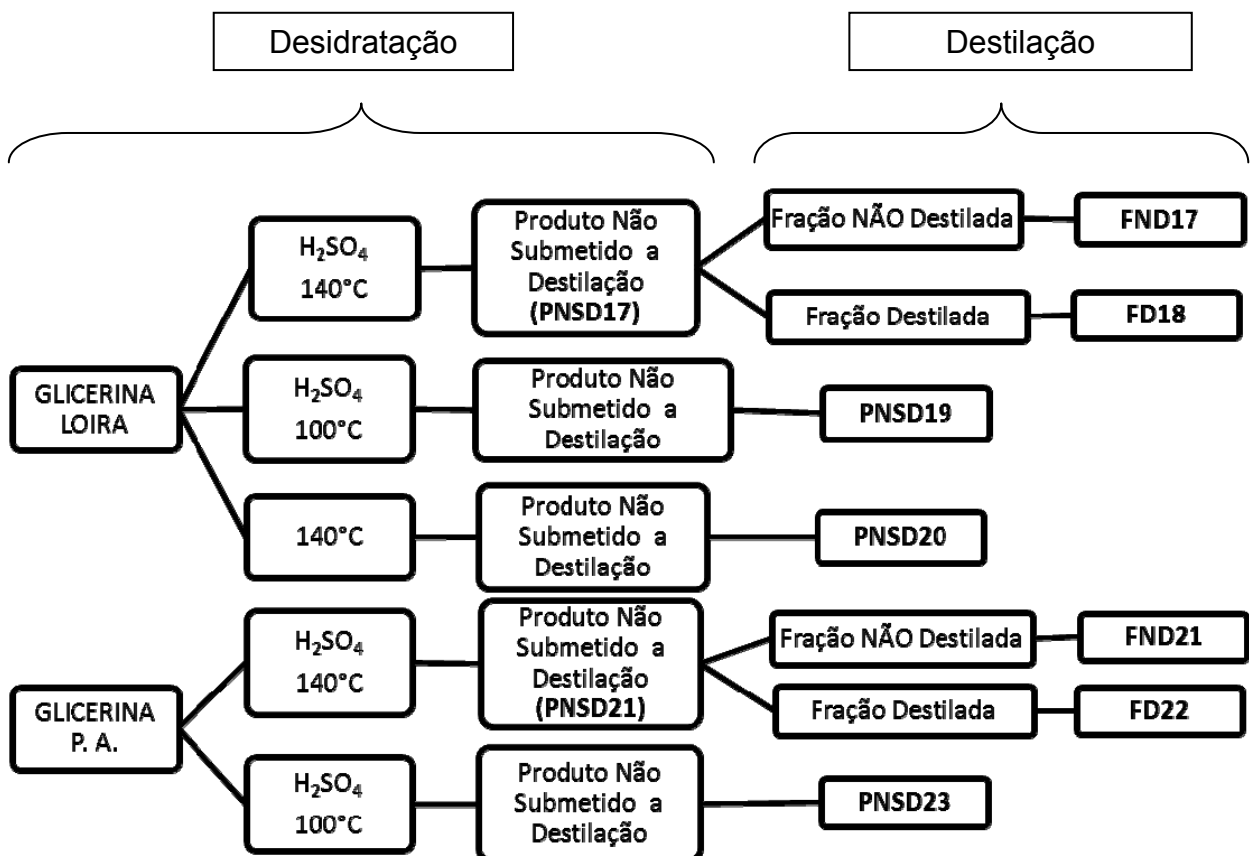 Desidratação
Destilação
H₂SO₄
140°C
Produto Não
Submetido a
Destilação
(PNSD17)
Fração NÃO Destilada
FND17
Fração Destilada
FD18
GLICERINA
LOIRA
H₂SO₄
100°C
Produto Não
Submetido a
Destilação
PNSD19
140°C
Produto Não
Submetido a
Destilação
PNSD20
GLICERINA
P. A.
H₂SO₄
140°C
Produto Não
Submetido a
Destilação
(PNSD21)
Fração NÃO Destilada
FND21
Fração Destilada
FD22
H₂SO₄
100°C
Produto Não
Submetido a
Destilação
PNSD23